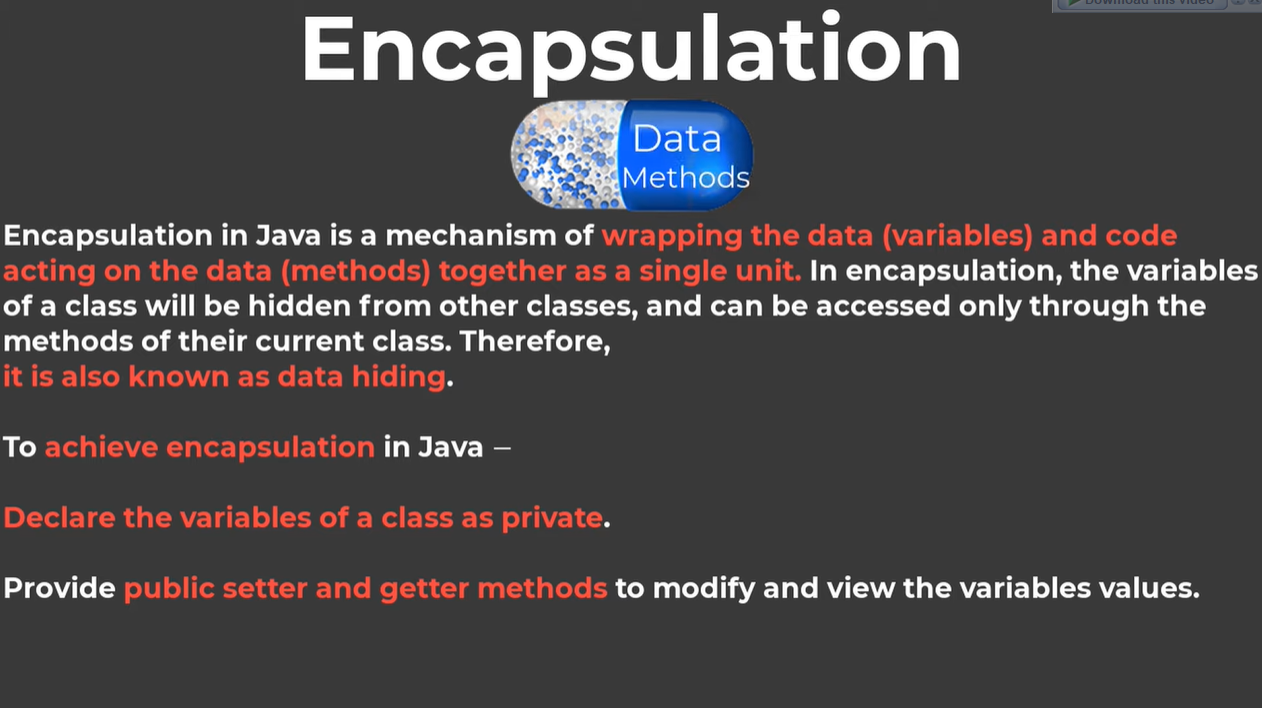 Download this video
Encapsulation
Data
Methods
Encapsulation in Java is a mechanism of wrapping the data (variables) and code
acting on the data (methods) together as a single unit. In encapsulation, the variables
of a class will be hidden from other classes, and can be accessed only through the
methods of their current class. Therefore,
it is also known as data hiding.
To achieve encapsulation in Java –
Declare the variables of a class as private.
Provide public setter and getter methods to modify and view the variables values.